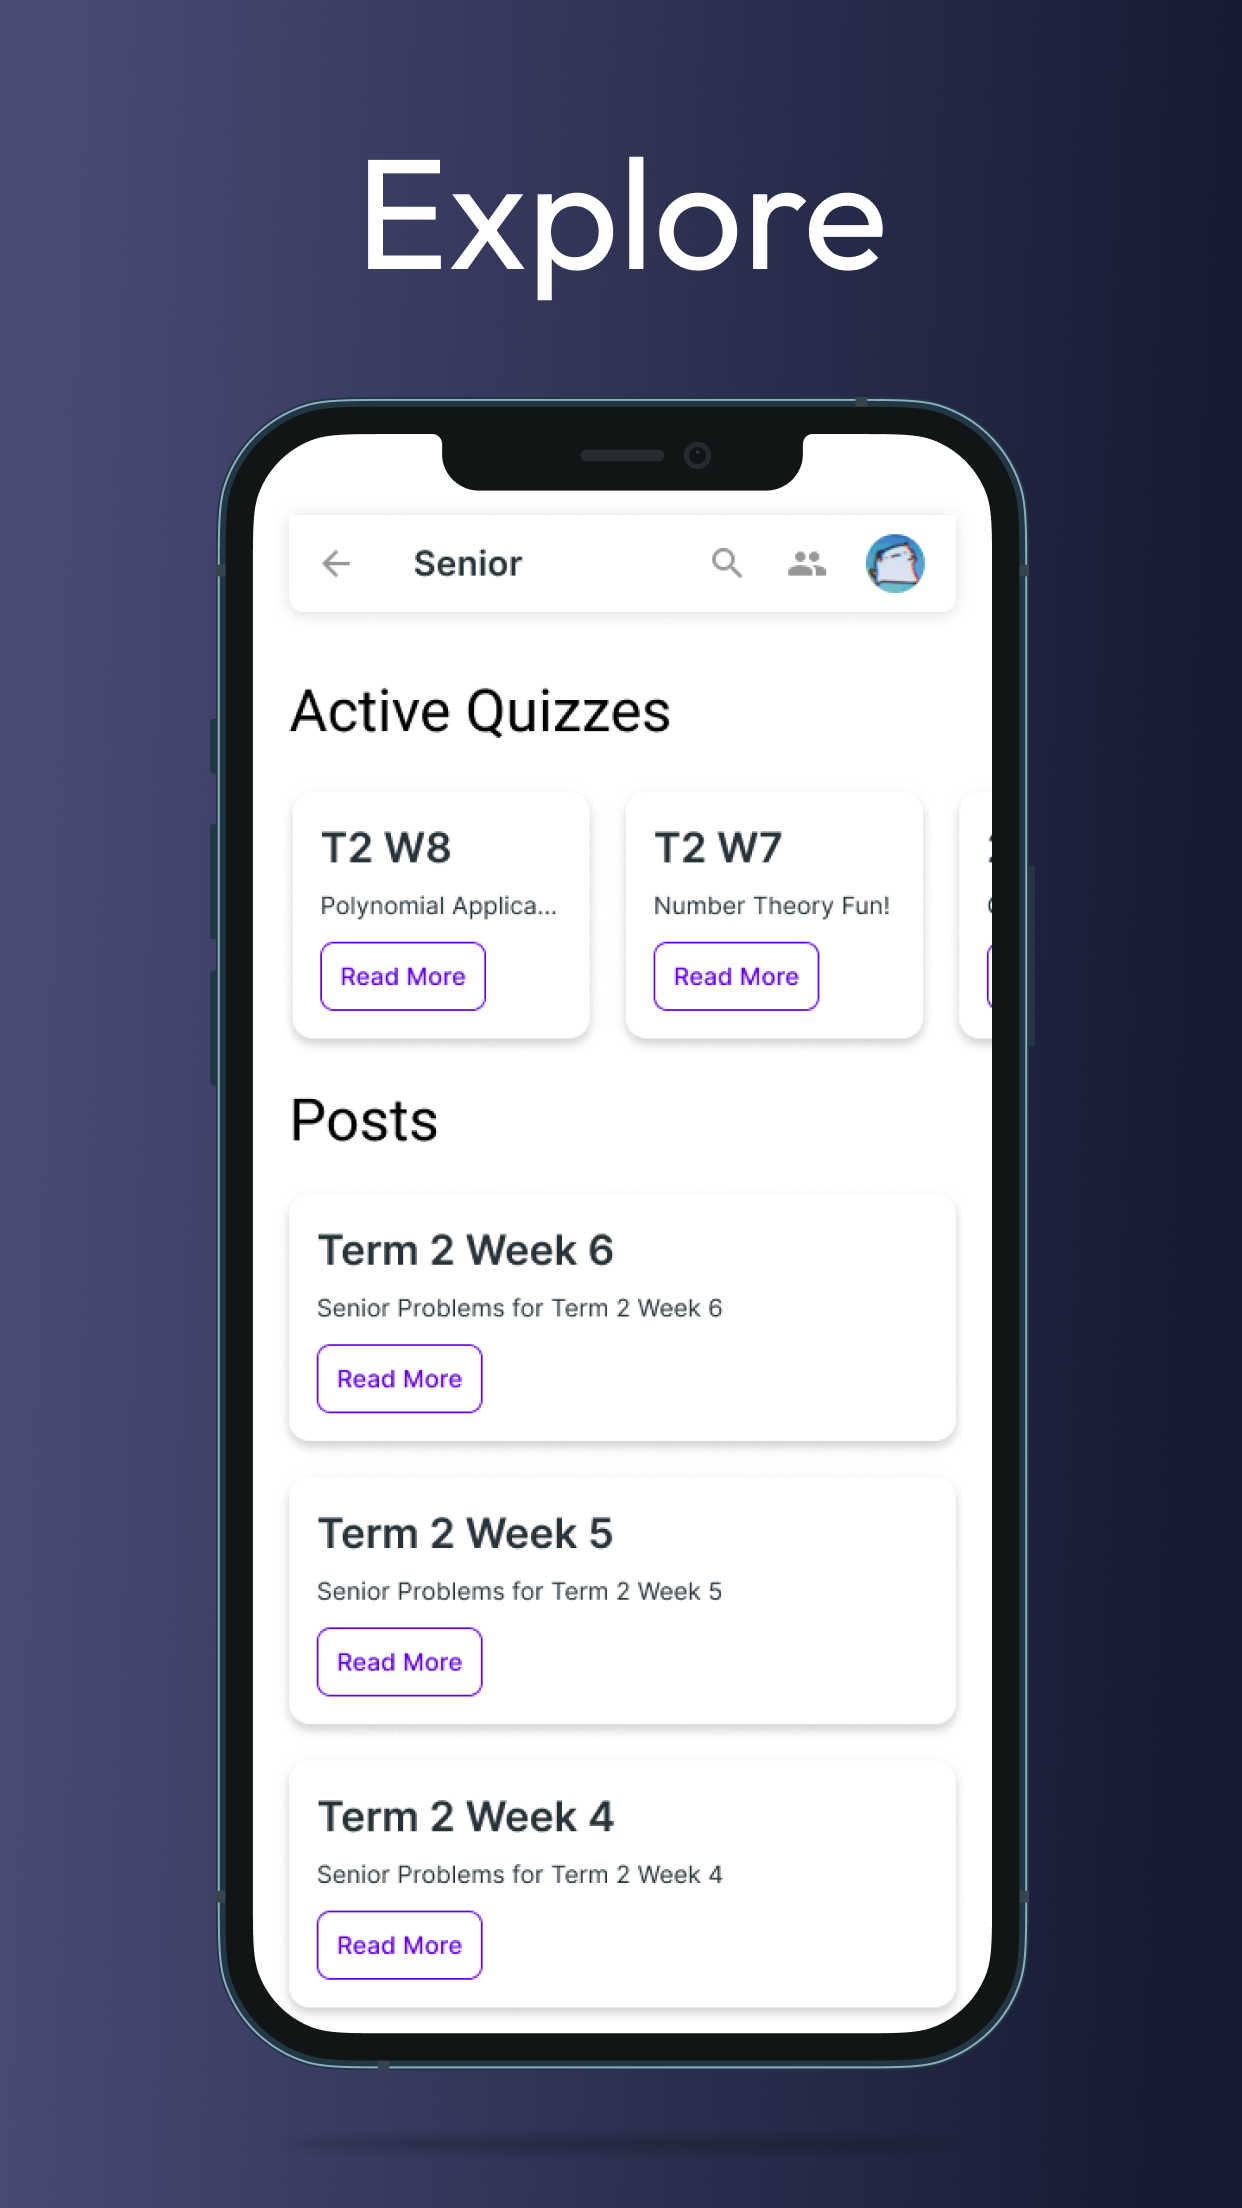 Explore
Senior
Active Quizzes
T2 W8
Polynomial Applica...
Read More
T2 W7
Number Theory Fun!
Read More
Posts
Term 2 Week 6
Senior Problems for Term 2 Week 6
Read More
Term 2 Week 5
Senior Problems for Term 2 Week 5
Read More
Term 2 Week 4
Senior Problems for Term 2 Week 4
Read More